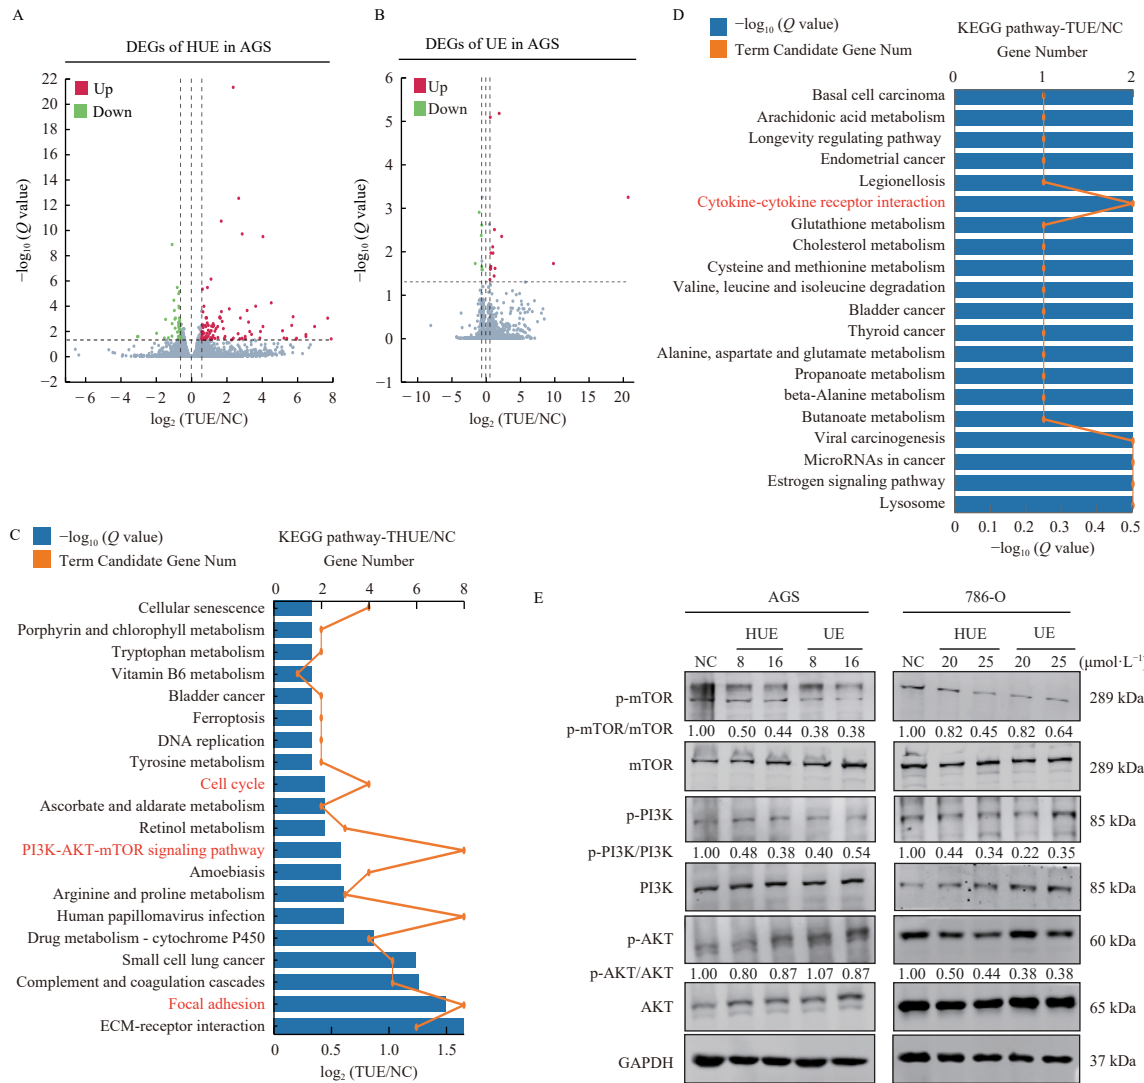 A
DEGs of HUE in AGS
Up
Down
22
20
18
16
14
12
10
8
6
4
2
0
−2
−log₁₀ (Q value)
−6 −4 −2 0 2 4 6 8
log₂ (TUE/NC)
B
DEGs of UE in AGS
Up
Down
6
5
4
3
2
1
0
−1
−log₁₀ (Q value)
−10 −5 0 5 10 15 20
log₂ (TUE/NC)
D
−log₁₀ (Q value)
Term Candidate Gene Num
KEGG pathway-TUE/NC
Gene Number
0 1 2
Basal cell carcinoma
Arachidonic acid metabolism
Longevity regulating pathway
Endometrial cancer
Legionellosis
Cytokine-cytokine receptor interaction
Glutathione metabolism
Cholesterol metabolism
Cysteine and methionine metabolism
Valine, leucine and isoleucine degradation
Bladder cancer
Thyroid cancer
Alanine, aspartate and glutamate metabolism
Propanoate metabolism
beta-Alanine metabolism
Butanoate metabolism
Viral carcinogenesis
MicroRNAs in cancer
Estrogen signaling pathway
Lysosome
0 0.1 0.2 0.3 0.4 0.5
−log₁₀ (Q value)
C
−log₁₀ (Q value)
Term Candidate Gene Num
KEGG pathway-THUE/NC
Gene Number
0 2 4 6 8
Cellular senescence
Porphyrin and chlorophyll metabolism
Tryptophan metabolism
Vitamin B6 metabolism
Bladder cancer
Ferroptosis
DNA replication
Tyrosine metabolism
Cell cycle
Ascorbate and aldarate metabolism
Retinol metabolism
PI3K-AKT-mTOR signaling pathway
Amoebiasis
Arginine and proline metabolism
Human papillomavirus infection
Drug metabolism - cytochrome P450
Small cell lung cancer
Complement and coagulation cascades
Focal adhesion
ECM-receptor interaction
0 0.5 1.0 1.5
log₂ (TUE/NC)
E
AGS 786-O
HUE UE HUE UE
NC 8 16 8 16 NC 20 25 20 25 (μmol·L⁻¹)
p-mTOR 289 kDa
p-mTOR/mTOR 1.00 0.50 0.44 0.38 0.38 1.00 0.82 0.45 0.82 0.64
mTOR 289 kDa
p-PI3K 85 kDa
p-PI3K/PI3K 1.00 0.48 0.38 0.40 0.54 1.00 0.44 0.34 0.22 0.35
PI3K 85 kDa
p-AKT 60 kDa
p-AKT/AKT 1.00 0.80 0.87 1.07 0.87 1.00 0.50 0.44 0.38 0.38
AKT 65 kDa
GAPDH 37 kDa